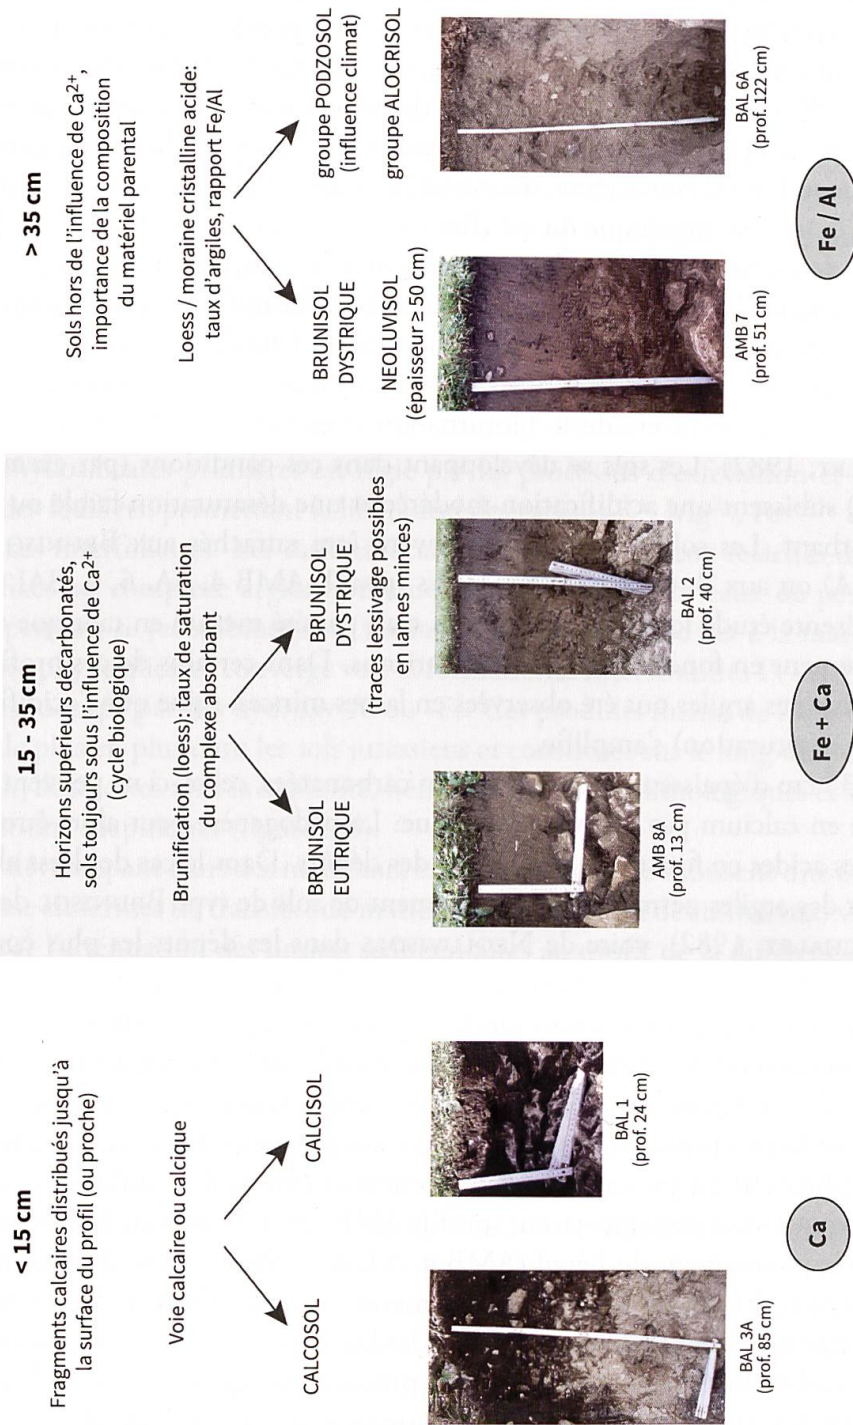 < 15 cm
Fragments calcaires distribués jusqu'à
la surface du profil (ou proche)
Voie calcaire ou calcique
CALCOSOL
CALCISOL
BAL 3A
(prof. 85 cm)
BAL 1
(prof. 24 cm)
Ca
15 - 35 cm
Horizons supérieurs décarbonatés,
sols toujours sous l'influence de Ca²⁺
(cycle biologique)
Brunification (loess): taux de saturation
du complexe absorbant
BRUNISOL
EUTRIQUE
BRUNISOL
DYSTRIQUE
(traces lessivage possibles
en lames minces)
AMB 8A
(prof. 13 cm)
BAL 2
(prof. 40 cm)
Fe + Ca
> 35 cm
Sols hors de l'influence de Ca²⁺,
importance de la composition
du matériel parental
Loess / moraine cristalline acide:
taux d'argiles, rapport Fe/Al
BRUNISOL
DYSTRIQUE
NEOLUVISOL
(épaisseur ≥ 50 cm)
groupe PODZOSOL
(influence climat)
groupe ALOCRISOL
AMB 7
(prof. 51 cm)
BAL 6A
(prof. 122 cm)
Fe / Al